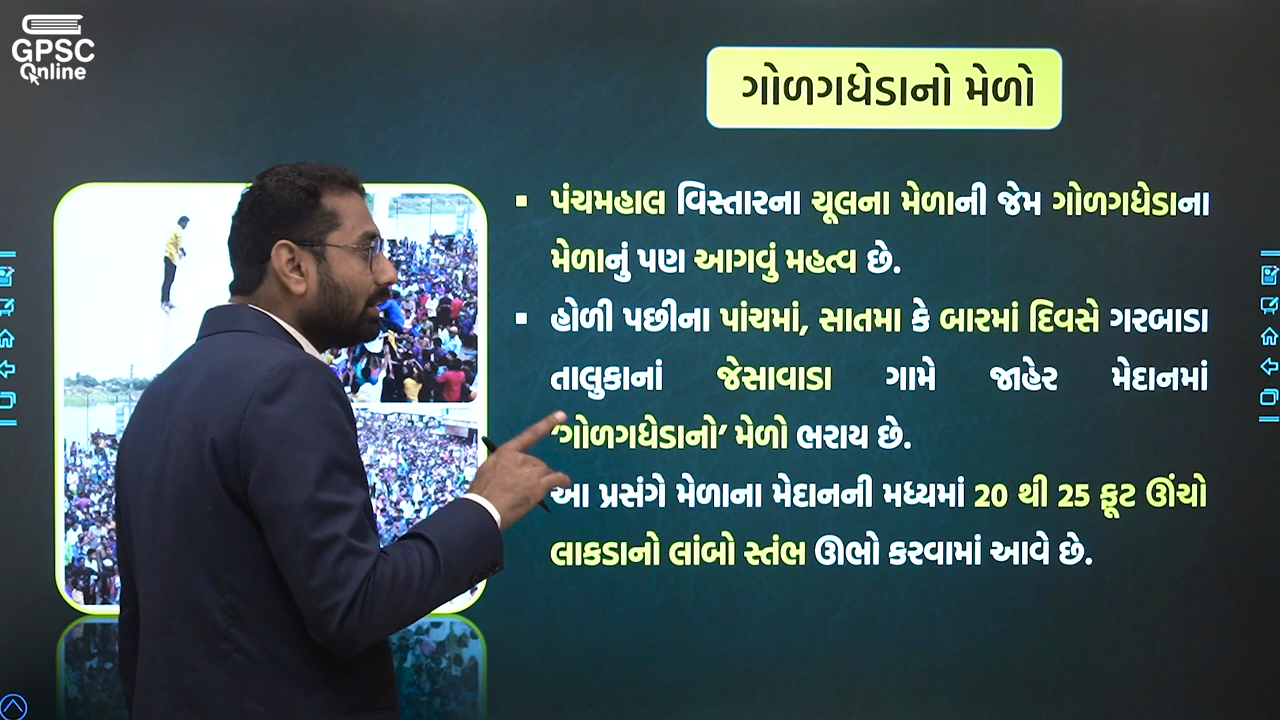 GPSC
Online
ગોળગધેડાનો મેળો
▪ પંચમહાલ વિસ્તારના ચૂલના મેળાની જેમ ગોળગધેડાના
મેળાનું પણ આગવું મહત્વ છે.
▪ હોળી પછીના પાંચમાં, સાતમા કે બારમાં દિવસે ગરબાડા
તાલુકાનાં જેસાવાડા ગામે જાહેર મેદાનમાં
‘ગોળગધેડાનો’ મેળો ભરાય છે.
આ પ્રસંગે મેળાના મેદાનની મધ્યમાં 20 થી 25 ફૂટ ઊંચો
લાકડાનો લાંબો સ્તંભ ઊભો કરવામાં આવે છે.